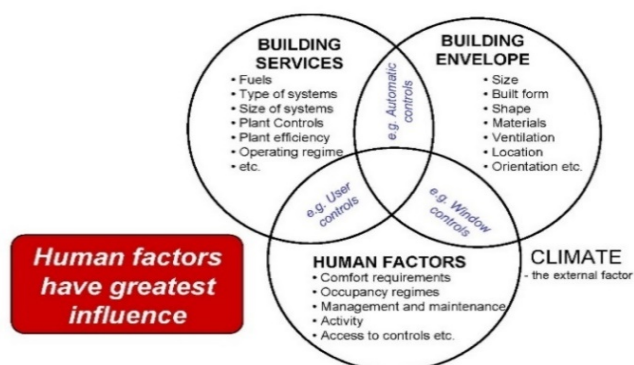 BUILDING
SERVICES
• Fuels
• Type of systems
• Size of systems
• Plant Controls
• Plant efficiency
• Operating regime
• etc.
BUILDING
ENVELOPE
• Size
• Built form
• Shape
• Materials
• Ventilation
• Location
• Orientation etc.
e.g. Automatic
controls
e.g. User
controls
e.g. Window
controls
HUMAN FACTORS
• Comfort requirements
• Occupancy regimes
• Management and maintenance
• Activity
• Access to controls etc.
CLIMATE
- the external factor
Human factors
have greatest
influence